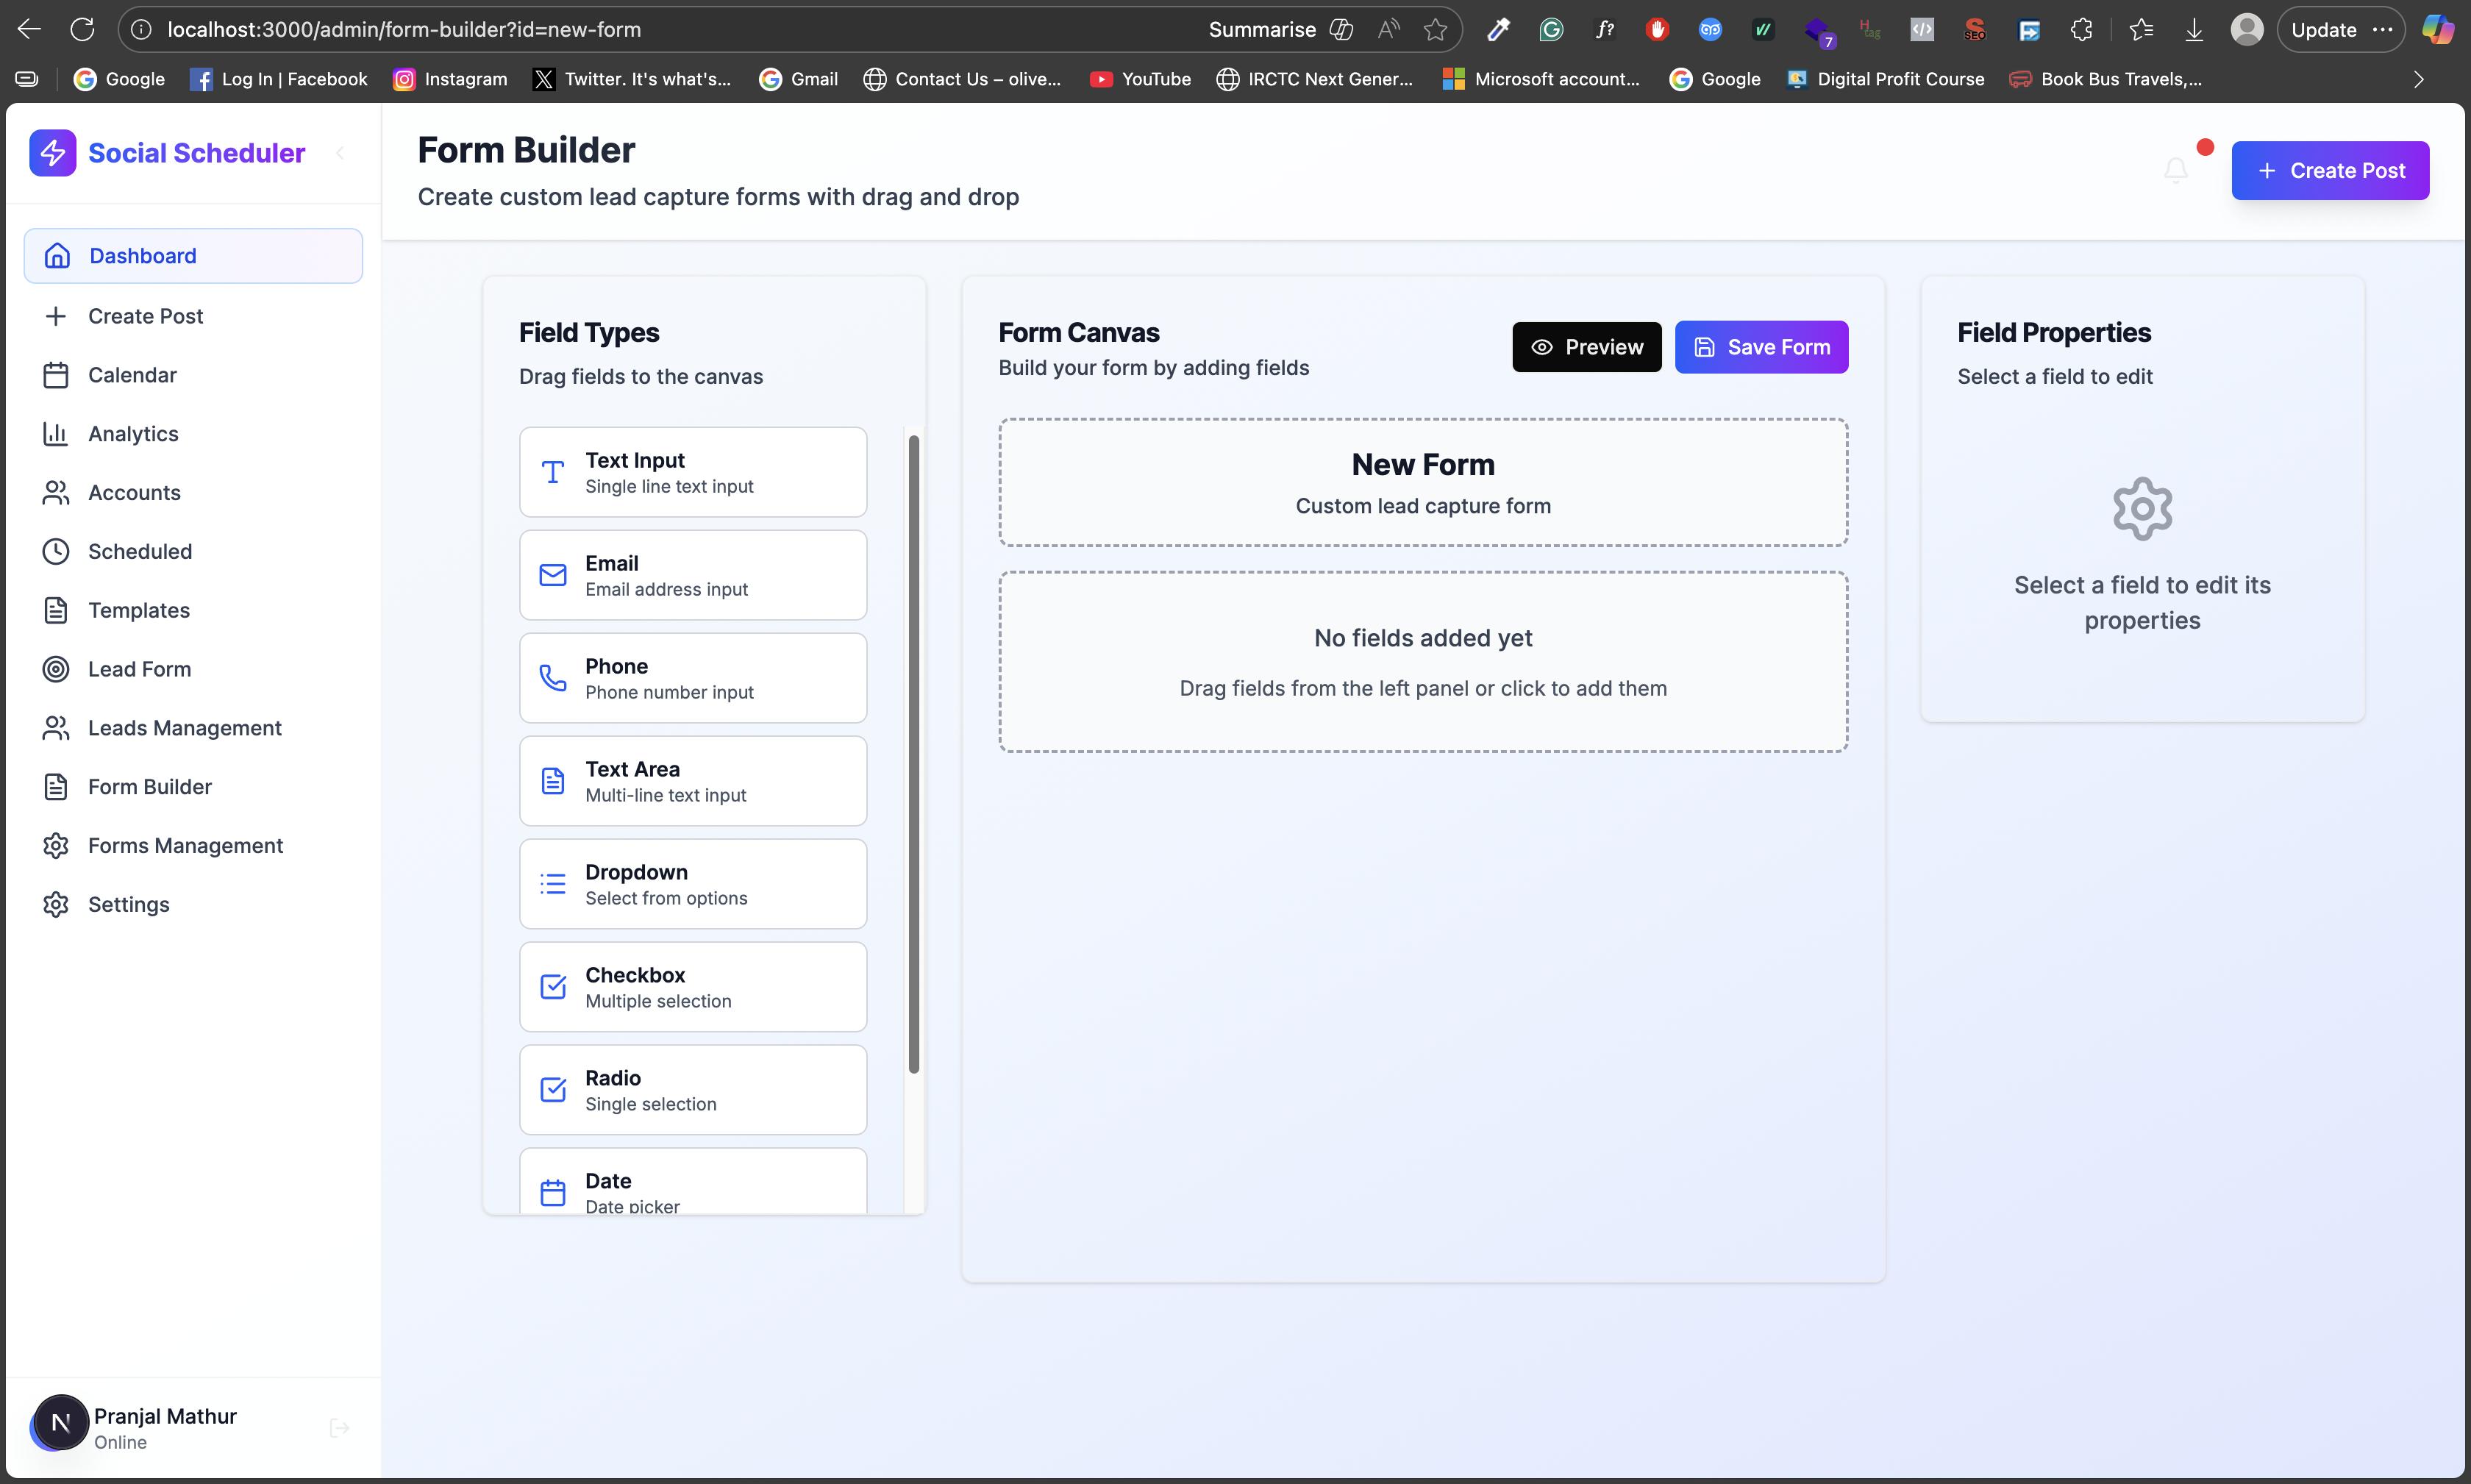 localhost:3000/admin/form-builder?id=new-form
Summarise
A
f?
7
H
tag
</>
SEO
Update
Google
Log In | Facebook
Instagram
Twitter. It's what's...
Gmail
Contact Us – olive...
YouTube
IRCTC Next Gener...
Microsoft account...
Google
Digital Profit Course
Book Bus Travels,...
Social Scheduler
Dashboard
Create Post
Calendar
Analytics
Accounts
Scheduled
Templates
Lead Form
Leads Management
Form Builder
Forms Management
Settings
N
Pranjal Mathur
Online
Form Builder
Create custom lead capture forms with drag and drop
Create Post
Field Types
Drag fields to the canvas
Text Input
Single line text input
Email
Email address input
Phone
Phone number input
Text Area
Multi-line text input
Dropdown
Select from options
Checkbox
Multiple selection
Radio
Single selection
Date
Date picker
Form Canvas
Build your form by adding fields
Preview
Save Form
New Form
Custom lead capture form
No fields added yet
Drag fields from the left panel or click to add them
Field Properties
Select a field to edit
Select a field to edit its
properties